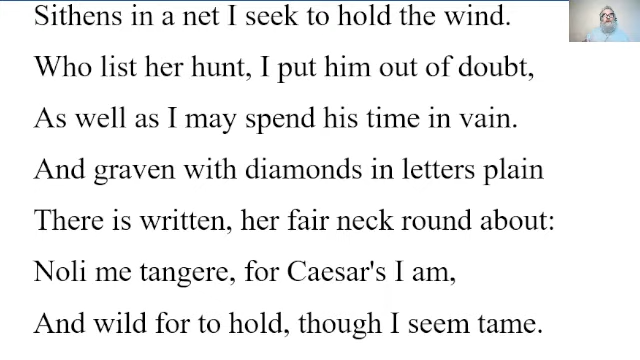 Sithens in a net I seek to hold the wind.
Who list her hunt, I put him out of doubt,
As well as I may spend his time in vain.
And graven with diamonds in letters plain
There is written, her fair neck round about:
Noli me tangere, for Caesar's I am,
And wild for to hold, though I seem tame.